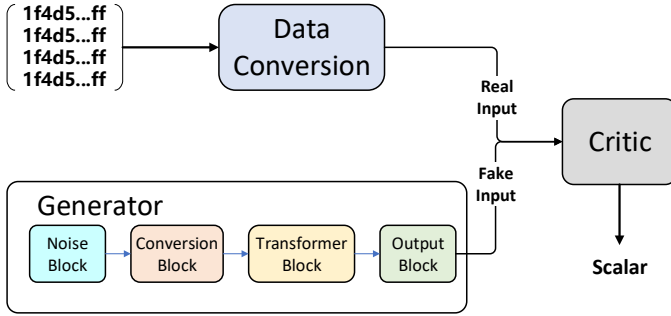 1f4d5...ff
1f4d5...ff
1f4d5...ff
1f4d5...ff
Data
Conversion
Real
Input
Critic
Fake
Input
Scalar
Generator
Noise
Block
Conversion
Block
Transformer
Block
Output
Block